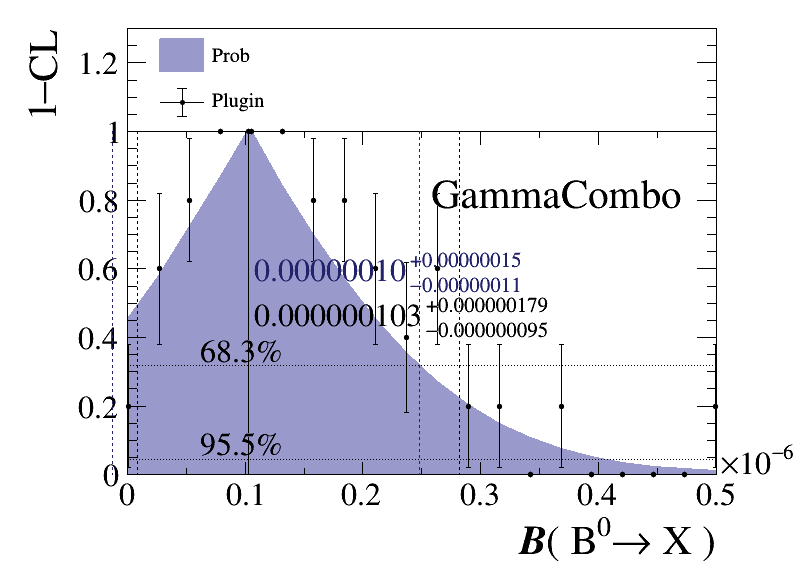 1–CL
Prob
Plugin
GammaCombo
0.00000010 +0.00000015 −0.00000011
0.000000103 +0.000000179 −0.000000095
68.3%
95.5%
1.2
1
0.8
0.6
0.4
0.2
0
0 0.1 0.2 0.3 0.4 0.5
×10⁻⁶
B( B⁰→ X )